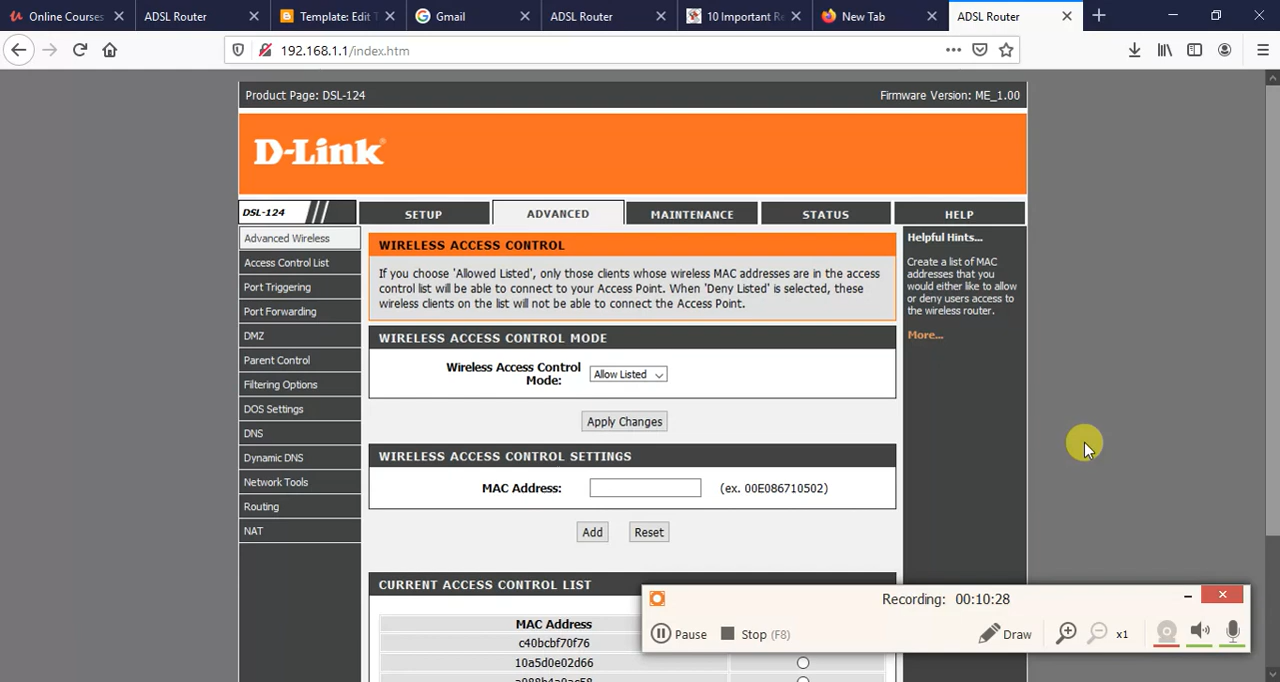 Online Courses
ADSL Router
Template: Edit T
Gmail
ADSL Router
10 Important Re
New Tab
ADSL Router
192.168.1.1/index.htm
Product Page: DSL-124
Firmware Version: ME_1.00
D-Link
DSL-124
SETUP
ADVANCED
MAINTENANCE
STATUS
HELP
Advanced Wireless
Access Control List
Port Triggering
Port Forwarding
DMZ
Parent Control
Filtering Options
DOS Settings
DNS
Dynamic DNS
Network Tools
Routing
NAT
WIRELESS ACCESS CONTROL
If you choose 'Allowed Listed', only those clients whose wireless MAC addresses are in the access
control list will be able to connect to your Access Point. When 'Deny Listed' is selected, these
wireless clients on the list will not be able to connect the Access Point.
WIRELESS ACCESS CONTROL MODE
Wireless Access Control
Mode:
Allow Listed
Apply Changes
WIRELESS ACCESS CONTROL SETTINGS
MAC Address:
(ex. 00E086710502)
Add
Reset
CURRENT ACCESS CONTROL LIST
MAC Address
c40bcbf70f76
10a5d0e02d66
Helpful Hints...
Create a list of MAC
addresses that you
would either like to allow
or deny users access to
the wireless router.
More...
Recording: 00:10:28
Pause
Stop (F8)
Draw
x1